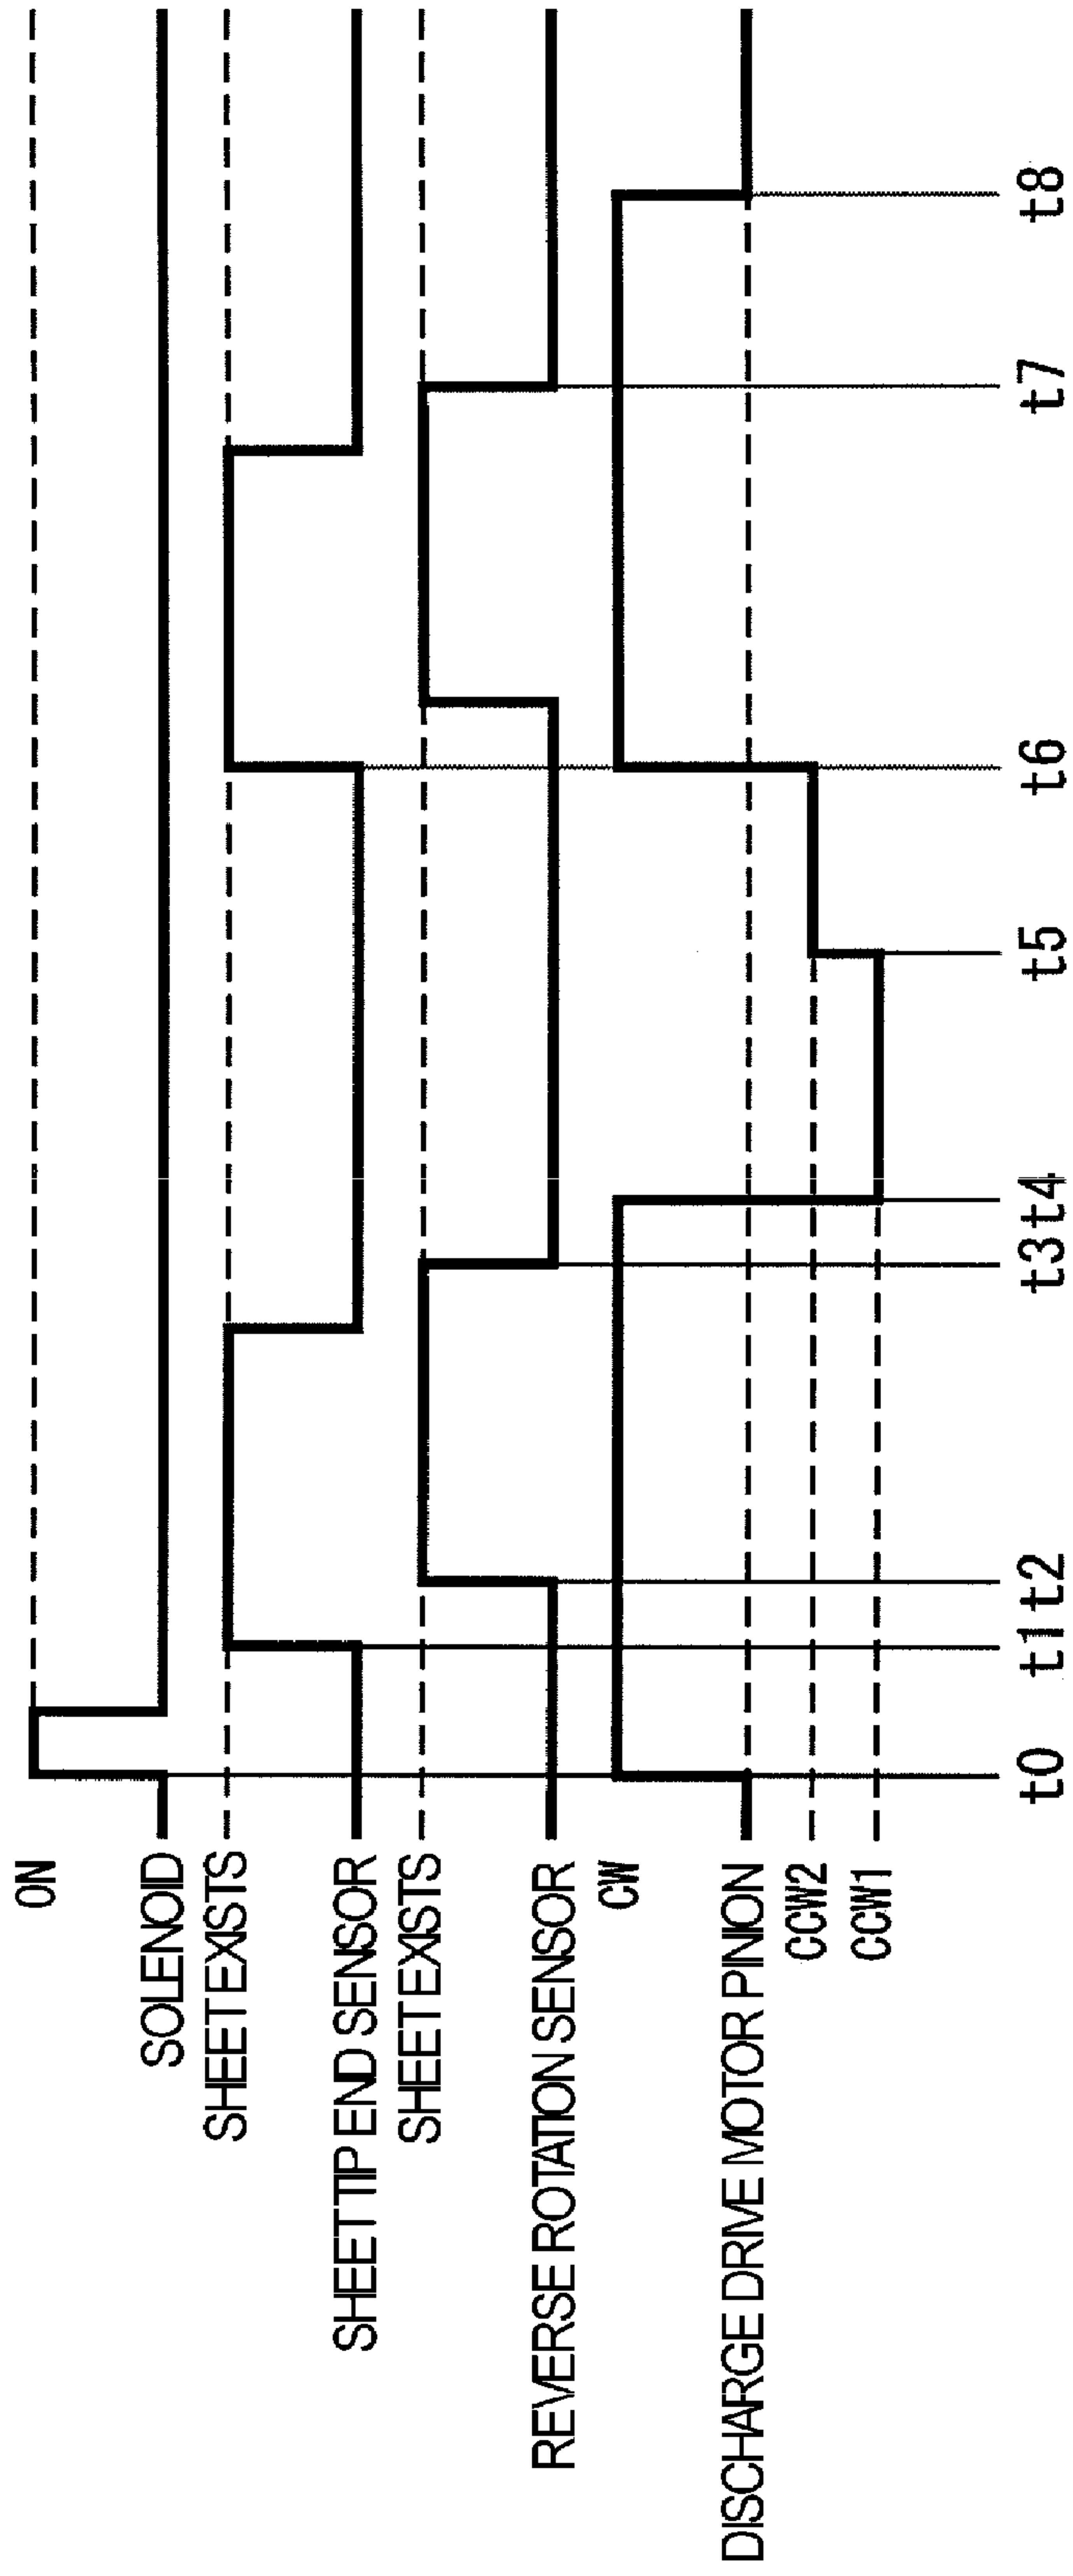 ON
SOLENOID
SHEET EXISTS
SHEET TIP END SENSOR
SHEET EXISTS
REVERSE ROTATION SENSOR
CW
DISCHARGE DRIVE MOTOR PINION
CCW2
CCW1
t0 t1 t2 t3 t4 t5 t6 t7 t8